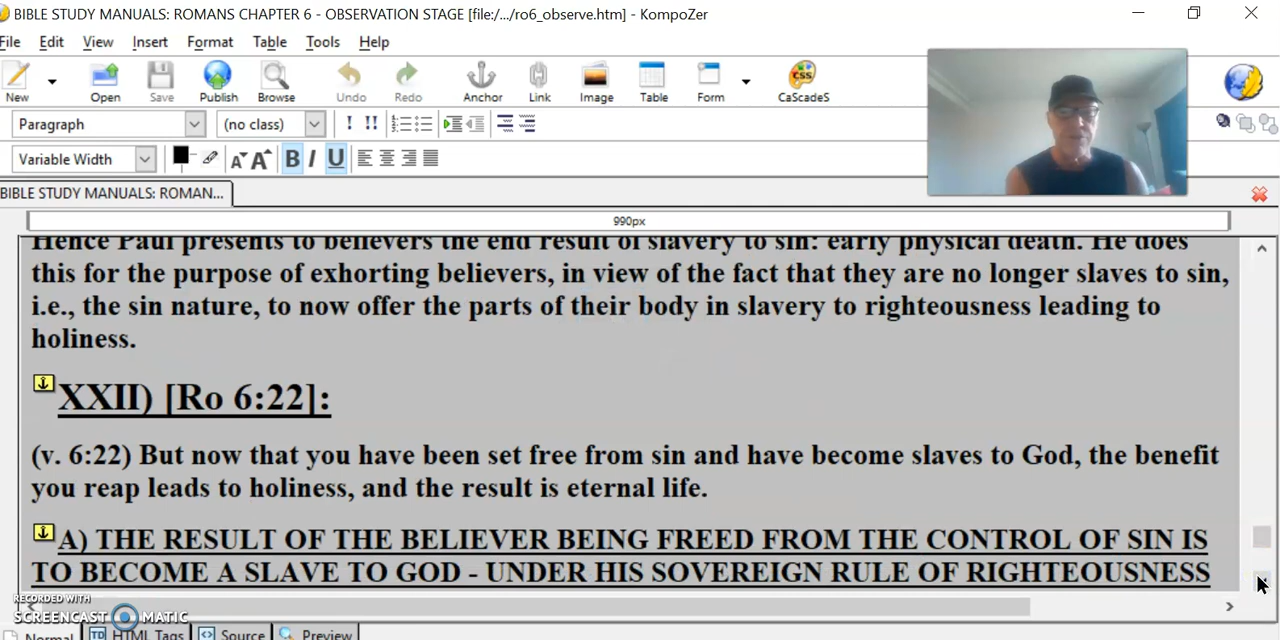 BIBLE STUDY MANUALS: ROMANS CHAPTER 6 - OBSERVATION STAGE [file:/.../ro6_observe.htm] - KompoZer
File Edit View Insert Format Table Tools Help
New Open Save Publish Browse Undo Redo Anchor Link Image Table Form CaScadeS
Paragraph (no class) ! !!
Variable Width A A B I U
BIBLE STUDY MANUALS: ROMAN...
990px
Hence Paul presents to believers the end result of slavery to sin: early physical death. He does
this for the purpose of exhorting believers, in view of the fact that they are no longer slaves to sin,
i.e., the sin nature, to now offer the parts of their body in slavery to righteousness leading to
holiness.
XXII) [Ro 6:22]:
(v. 6:22) But now that you have been set free from sin and have become slaves to God, the benefit
you reap leads to holiness, and the result is eternal life.
A) THE RESULT OF THE BELIEVER BEING FREED FROM THE CONTROL OF SIN IS
TO BECOME A SLAVE TO GOD - UNDER HIS SOVEREIGN RULE OF RIGHTEOUSNESS
RECORDED WITH
SCREENCAST MATIC
Normal TD HTML Tags <> Source Preview